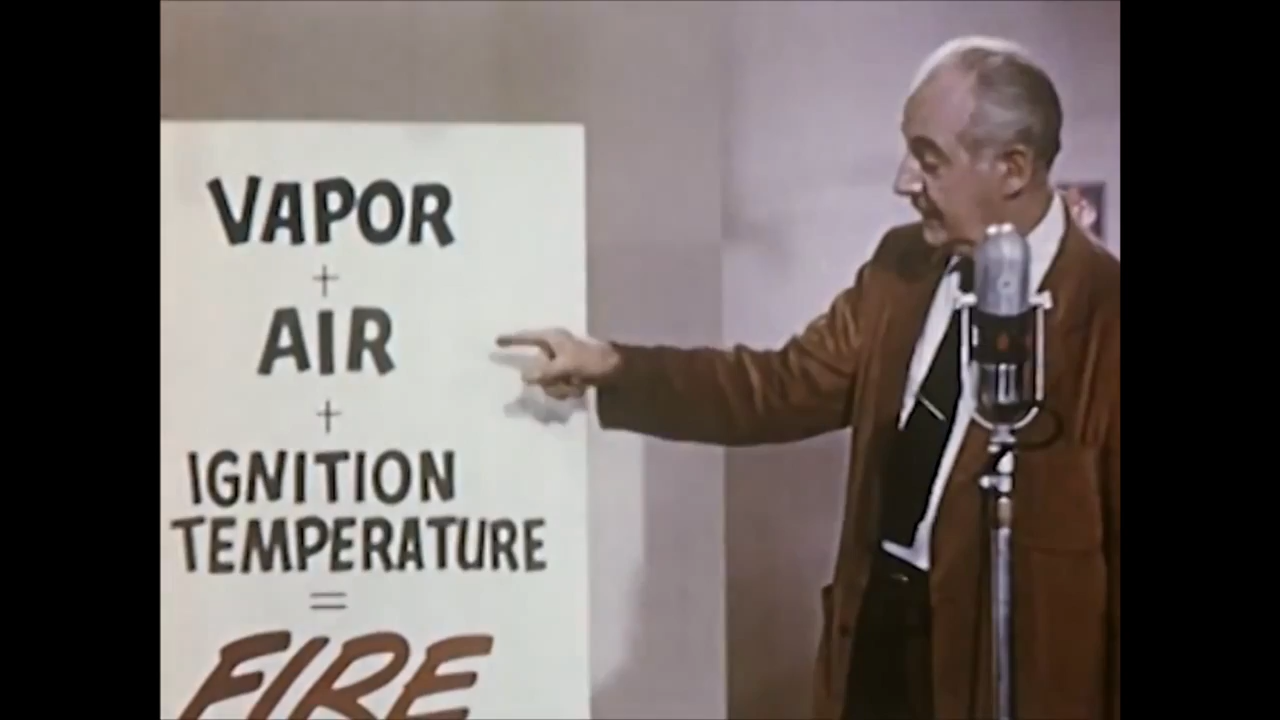 VAPOR
+
AIR
+
IGNITION
TEMPERATURE
=
FIRE